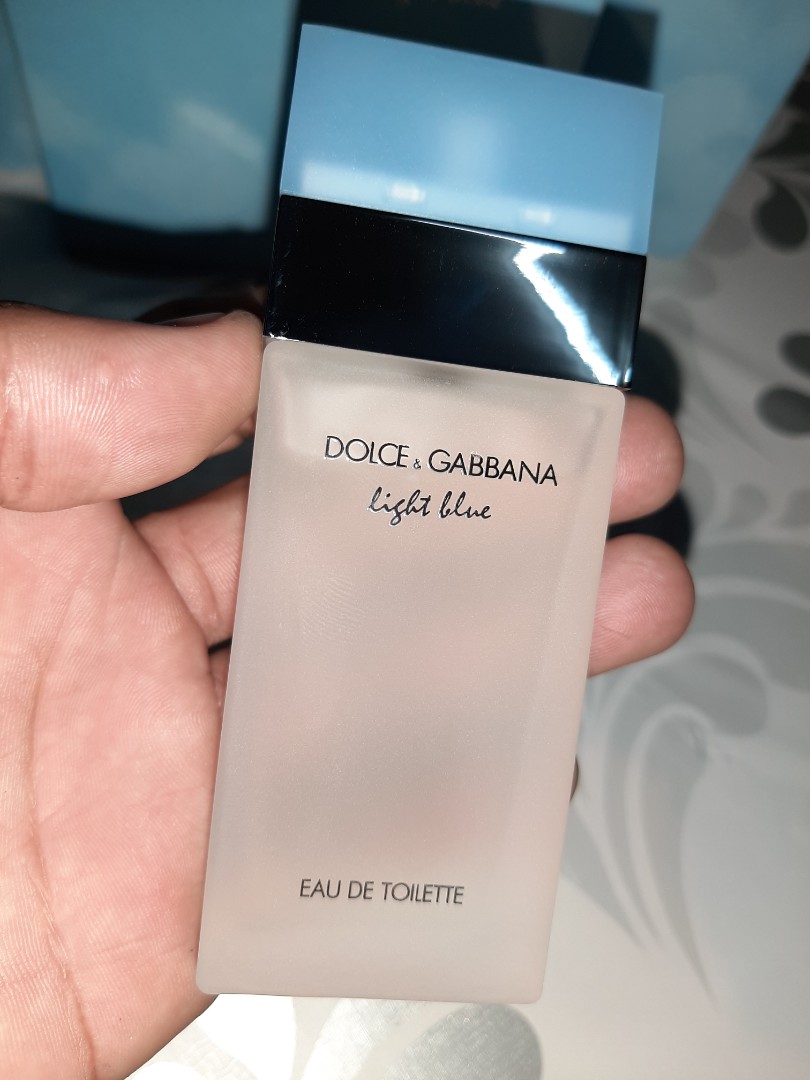 DOLCE & GABBANA
light blue
EAU DE TOILETTE